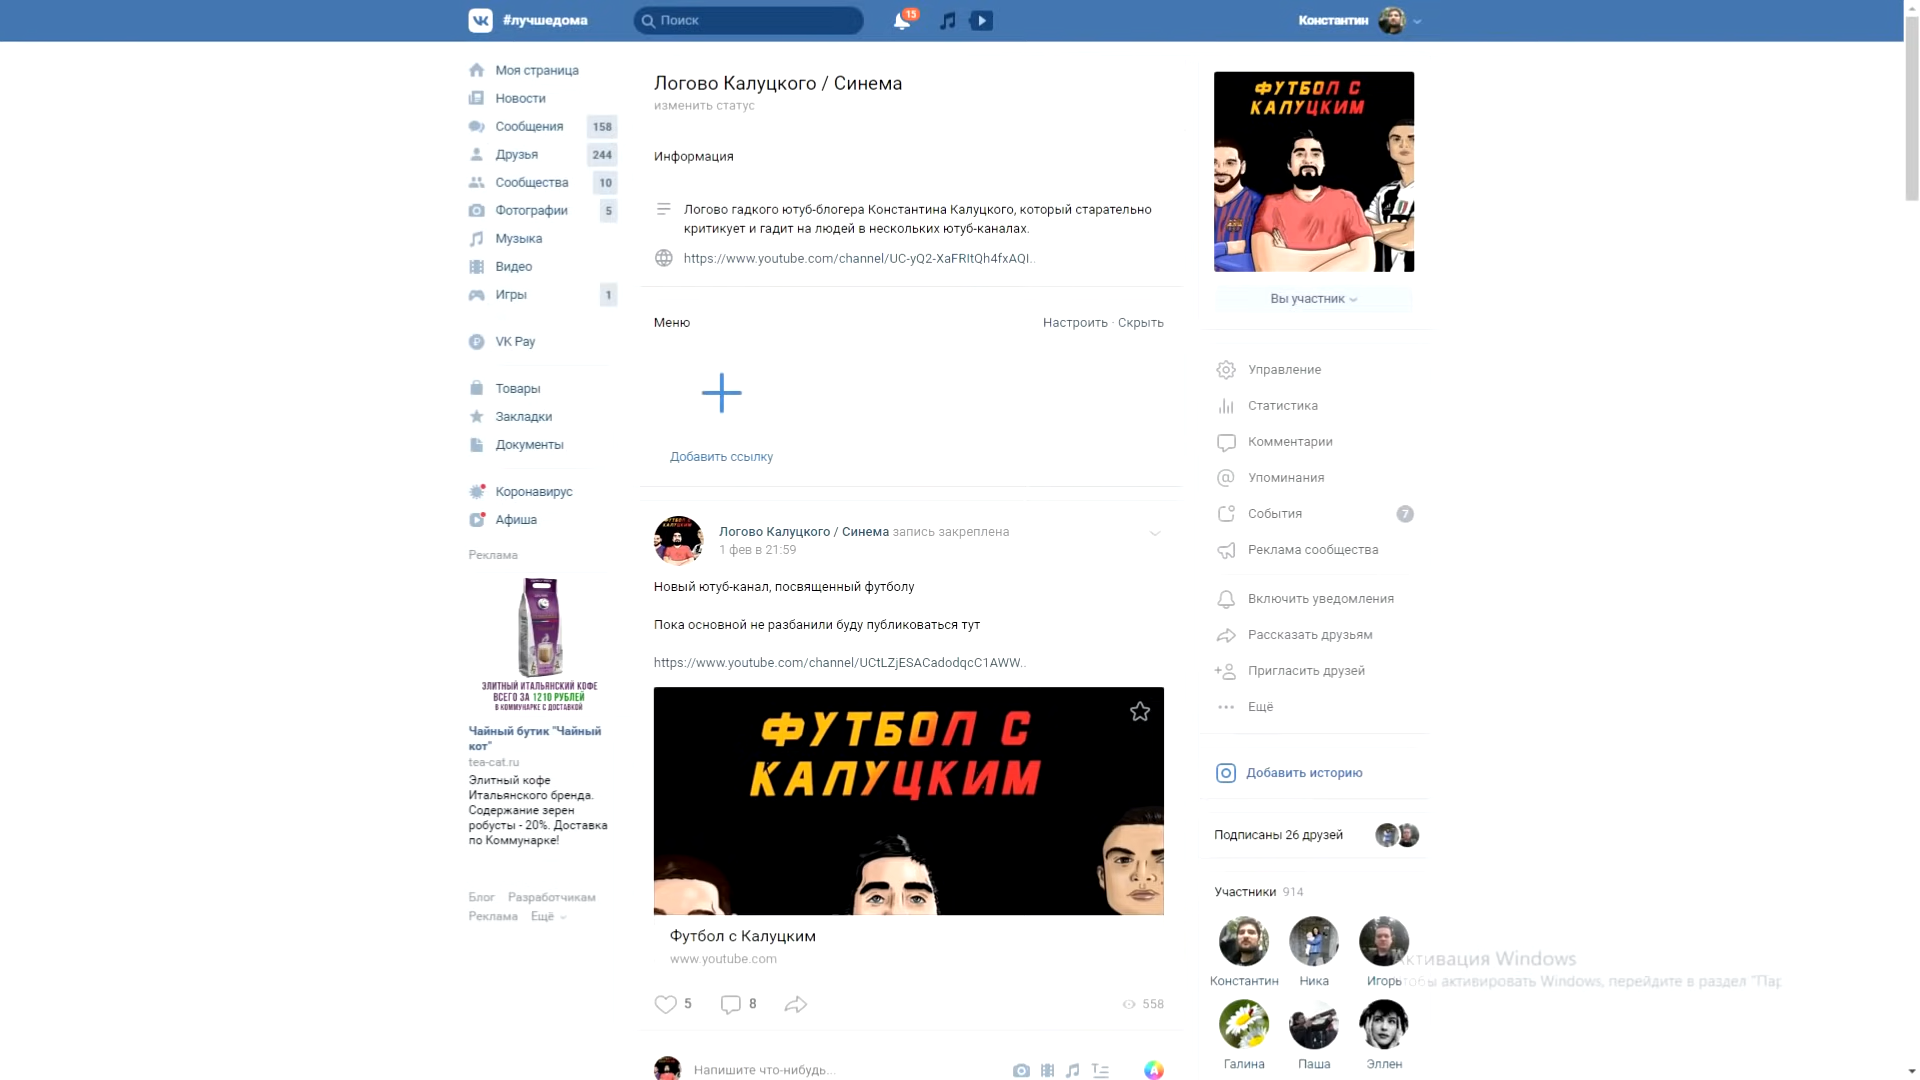 #лучшедома
Поиск
15
Константин
Моя страница
Новости
Сообщения 158
Друзья 244
Сообщества 10
Фотографии 5
Музыка
Видео
Игры 1
VK Pay
Товары
Закладки
Документы
Коронавирус
Афиша
Реклама
ЭЛИТНЫЙ ИТАЛЬЯНСКИЙ КОФЕ
ВСЕГО ЗА 1210 РУБЛЕЙ
В КОММУНАРКЕ С ДОСТАВКОЙ
Чайный бутик "Чайный
кот"
tea-cat.ru
Элитный кофе
Итальянского бренда.
Содержание зерен
робусты - 20%. Доставка
по Коммунарке!
Блог Разработчикам
Реклама Ещё
Логово Калуцкого / Синема
изменить статус
Информация
Логово гадкого ютуб-блогера Константина Калуцкого, который старательно
критикует и гадит на людей в нескольких ютуб-каналах.
https://www.youtube.com/channel/UC-yQ2-XaFRItQh4fxAQI..
Меню
Настроить · Скрыть
Добавить ссылку
Логово Калуцкого / Синема запись закреплена
1 фев в 21:59
Новый ютуб-канал, посвященный футболу
Пока основной не разбанили буду публиковаться тут
https://www.youtube.com/channel/UCtLZjESACadodqcC1AWW..
ФУТБОЛ С
КАЛУЦКИМ
Футбол с Калуцким
www.youtube.com
5 8 558
Напишите что-нибудь...
ФУТБОЛ С
КАЛУЦКИМ
Вы участник
Управление
Статистика
Комментарии
Упоминания
События 7
Реклама сообщества
Включить уведомления
Рассказать друзьям
Пригласить друзей
Ещё
Добавить историю
Подписаны 26 друзей
Участники 914
Константин Ника Игорь
Галина Паша Эллен
Активация Windows
Чтобы активировать Windows, перейдите в раздел "Пар